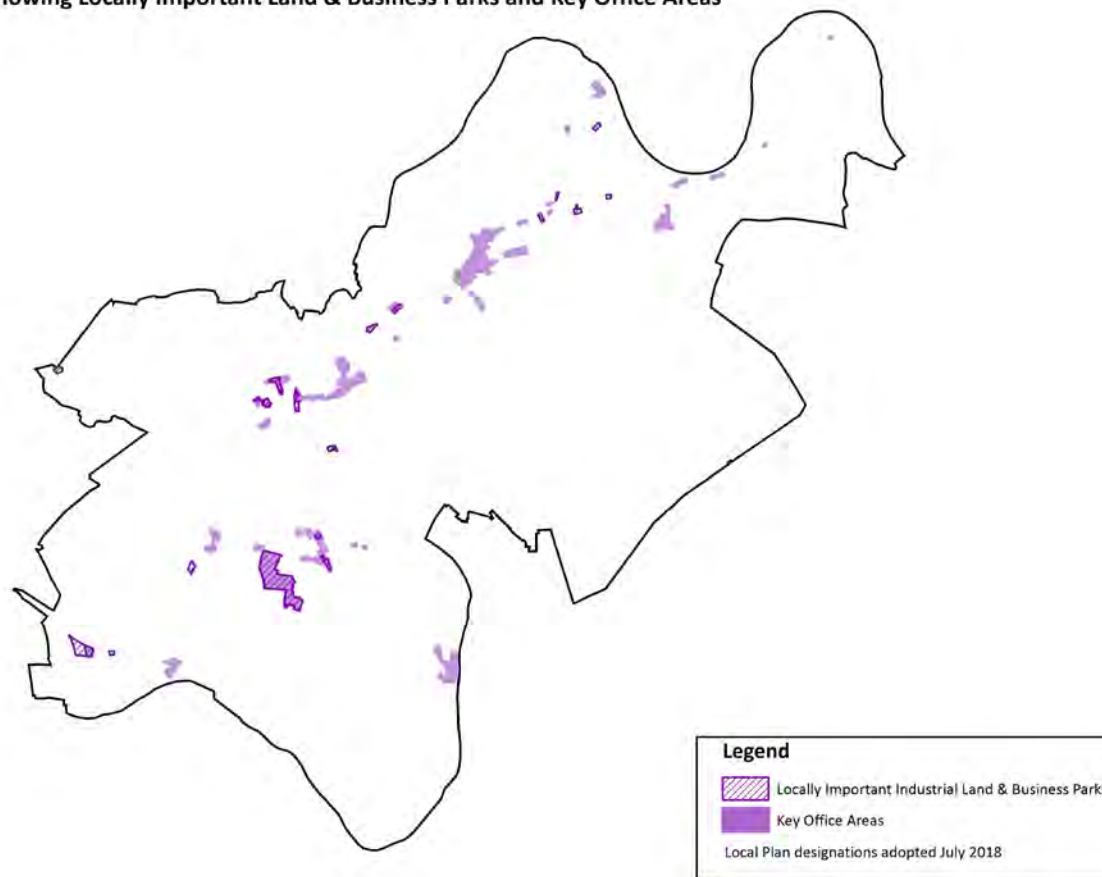 howing Locally Important Land & Business Parks and Key Office Areas
Legend
Locally Important Industrial Land & Business Park
Key Office Areas
Local Plan designations adopted July 2018